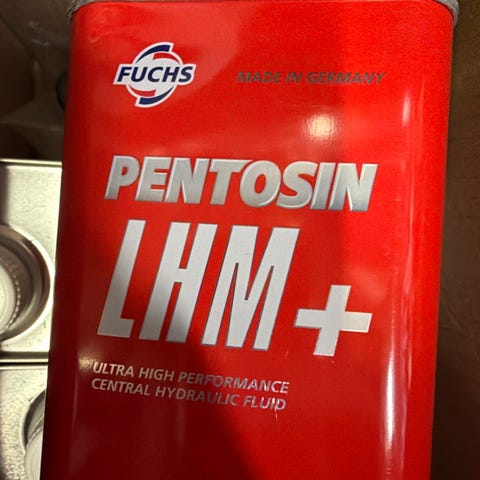 FUCHS
MADE IN GERMANY
PENTOSIN
LHM+
ULTRA HIGH PERFORMANCE
CENTRAL HYDRAULIC FLUID